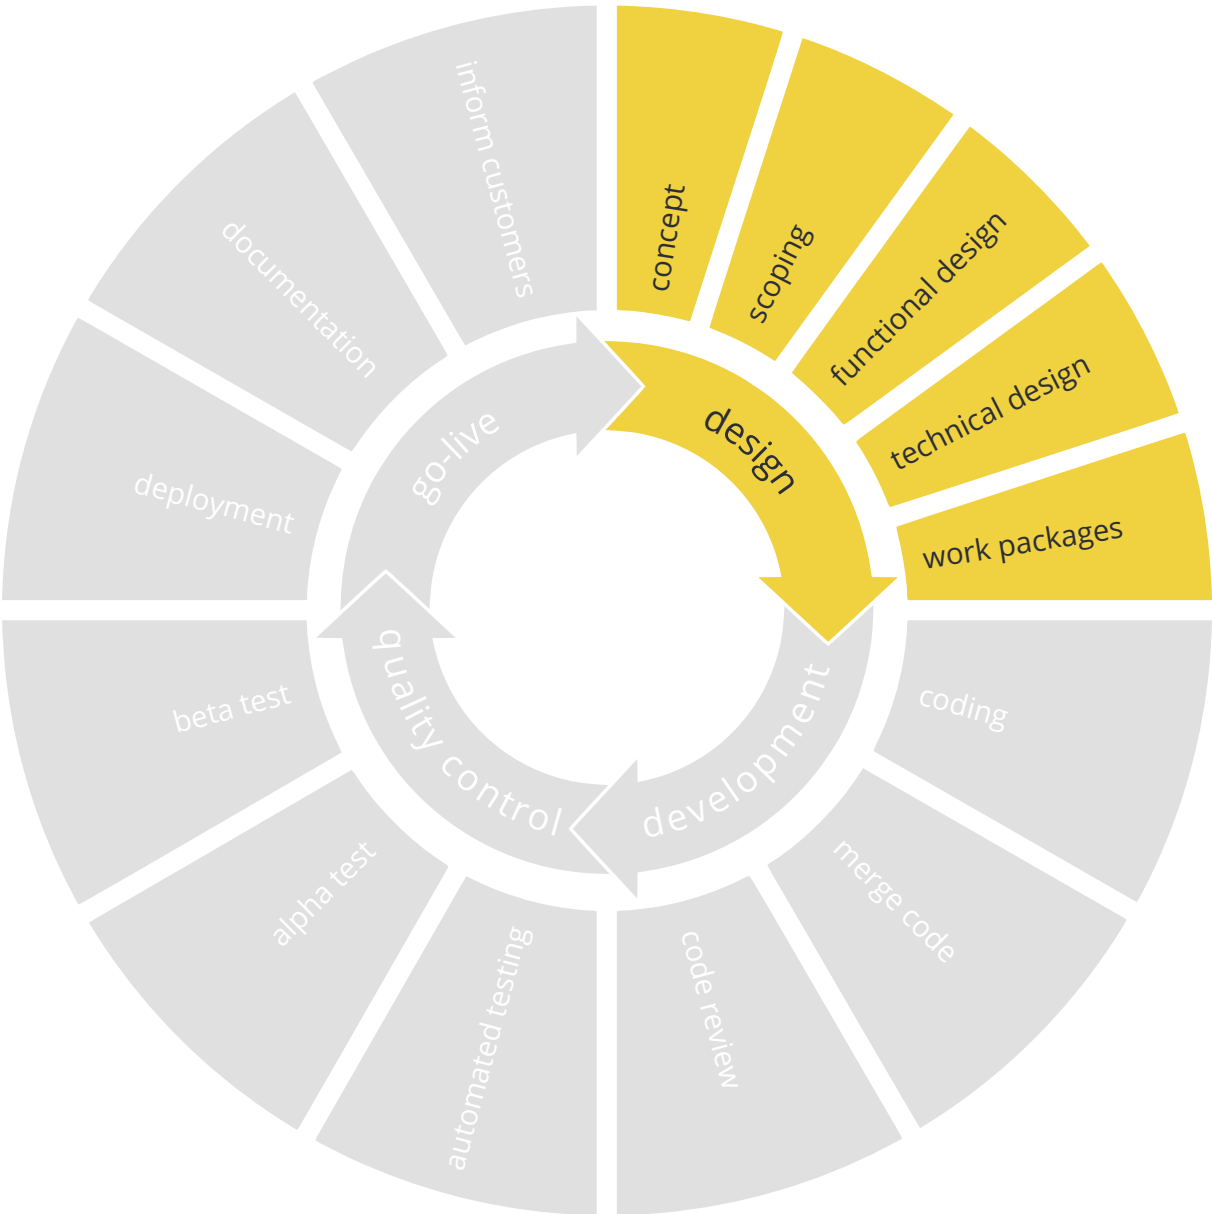 concept
scoping
functional design
technical design
work packages
coding
merge code
code review
automated testing
alpha test
beta test
deployment
documentation
inform customers
design
development
quality control
go-live